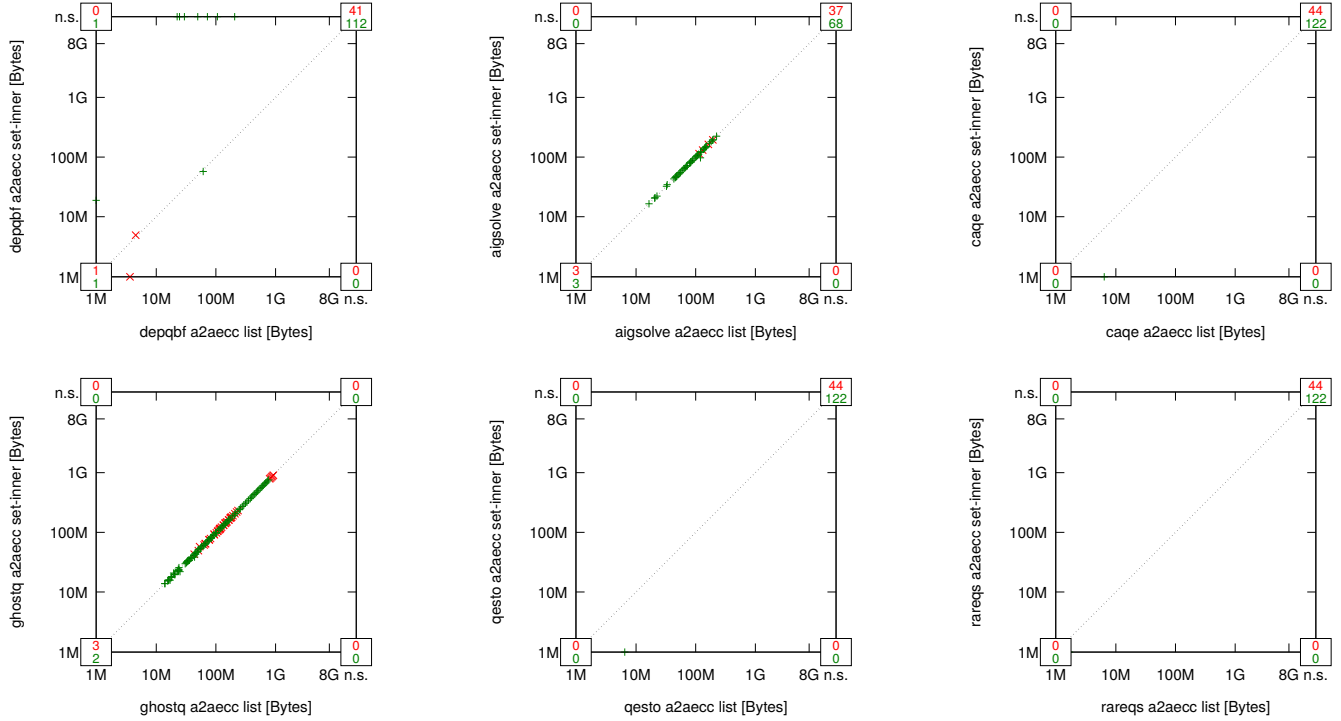 depqbf a2aecc set-inner [Bytes]
n.s.
8G
1G
100M
10M
1M
0
1
41
112
1
1
0
0
1M 10M 100M 1G 8G n.s.
depqbf a2aecc list [Bytes]
aigsolve a2aecc set-inner [Bytes]
n.s.
8G
1G
100M
10M
1M
0
0
37
68
3
3
0
0
1M 10M 100M 1G 8G n.s.
aigsolve a2aecc list [Bytes]
caqe a2aecc set-inner [Bytes]
n.s.
8G
1G
100M
10M
1M
0
0
44
122
0
0
0
0
1M 10M 100M 1G 8G n.s.
caqe a2aecc list [Bytes]
ghostq a2aecc set-inner [Bytes]
n.s.
8G
1G
100M
10M
1M
0
0
0
0
3
2
0
0
1M 10M 100M 1G 8G n.s.
ghostq a2aecc list [Bytes]
qesto a2aecc set-inner [Bytes]
n.s.
8G
1G
100M
10M
1M
0
0
44
122
0
0
0
0
1M 10M 100M 1G 8G n.s.
qesto a2aecc list [Bytes]
rareqs a2aecc set-inner [Bytes]
n.s.
8G
1G
100M
10M
1M
0
0
44
122
0
0
0
0
1M 10M 100M 1G 8G n.s.
rareqs a2aecc list [Bytes]